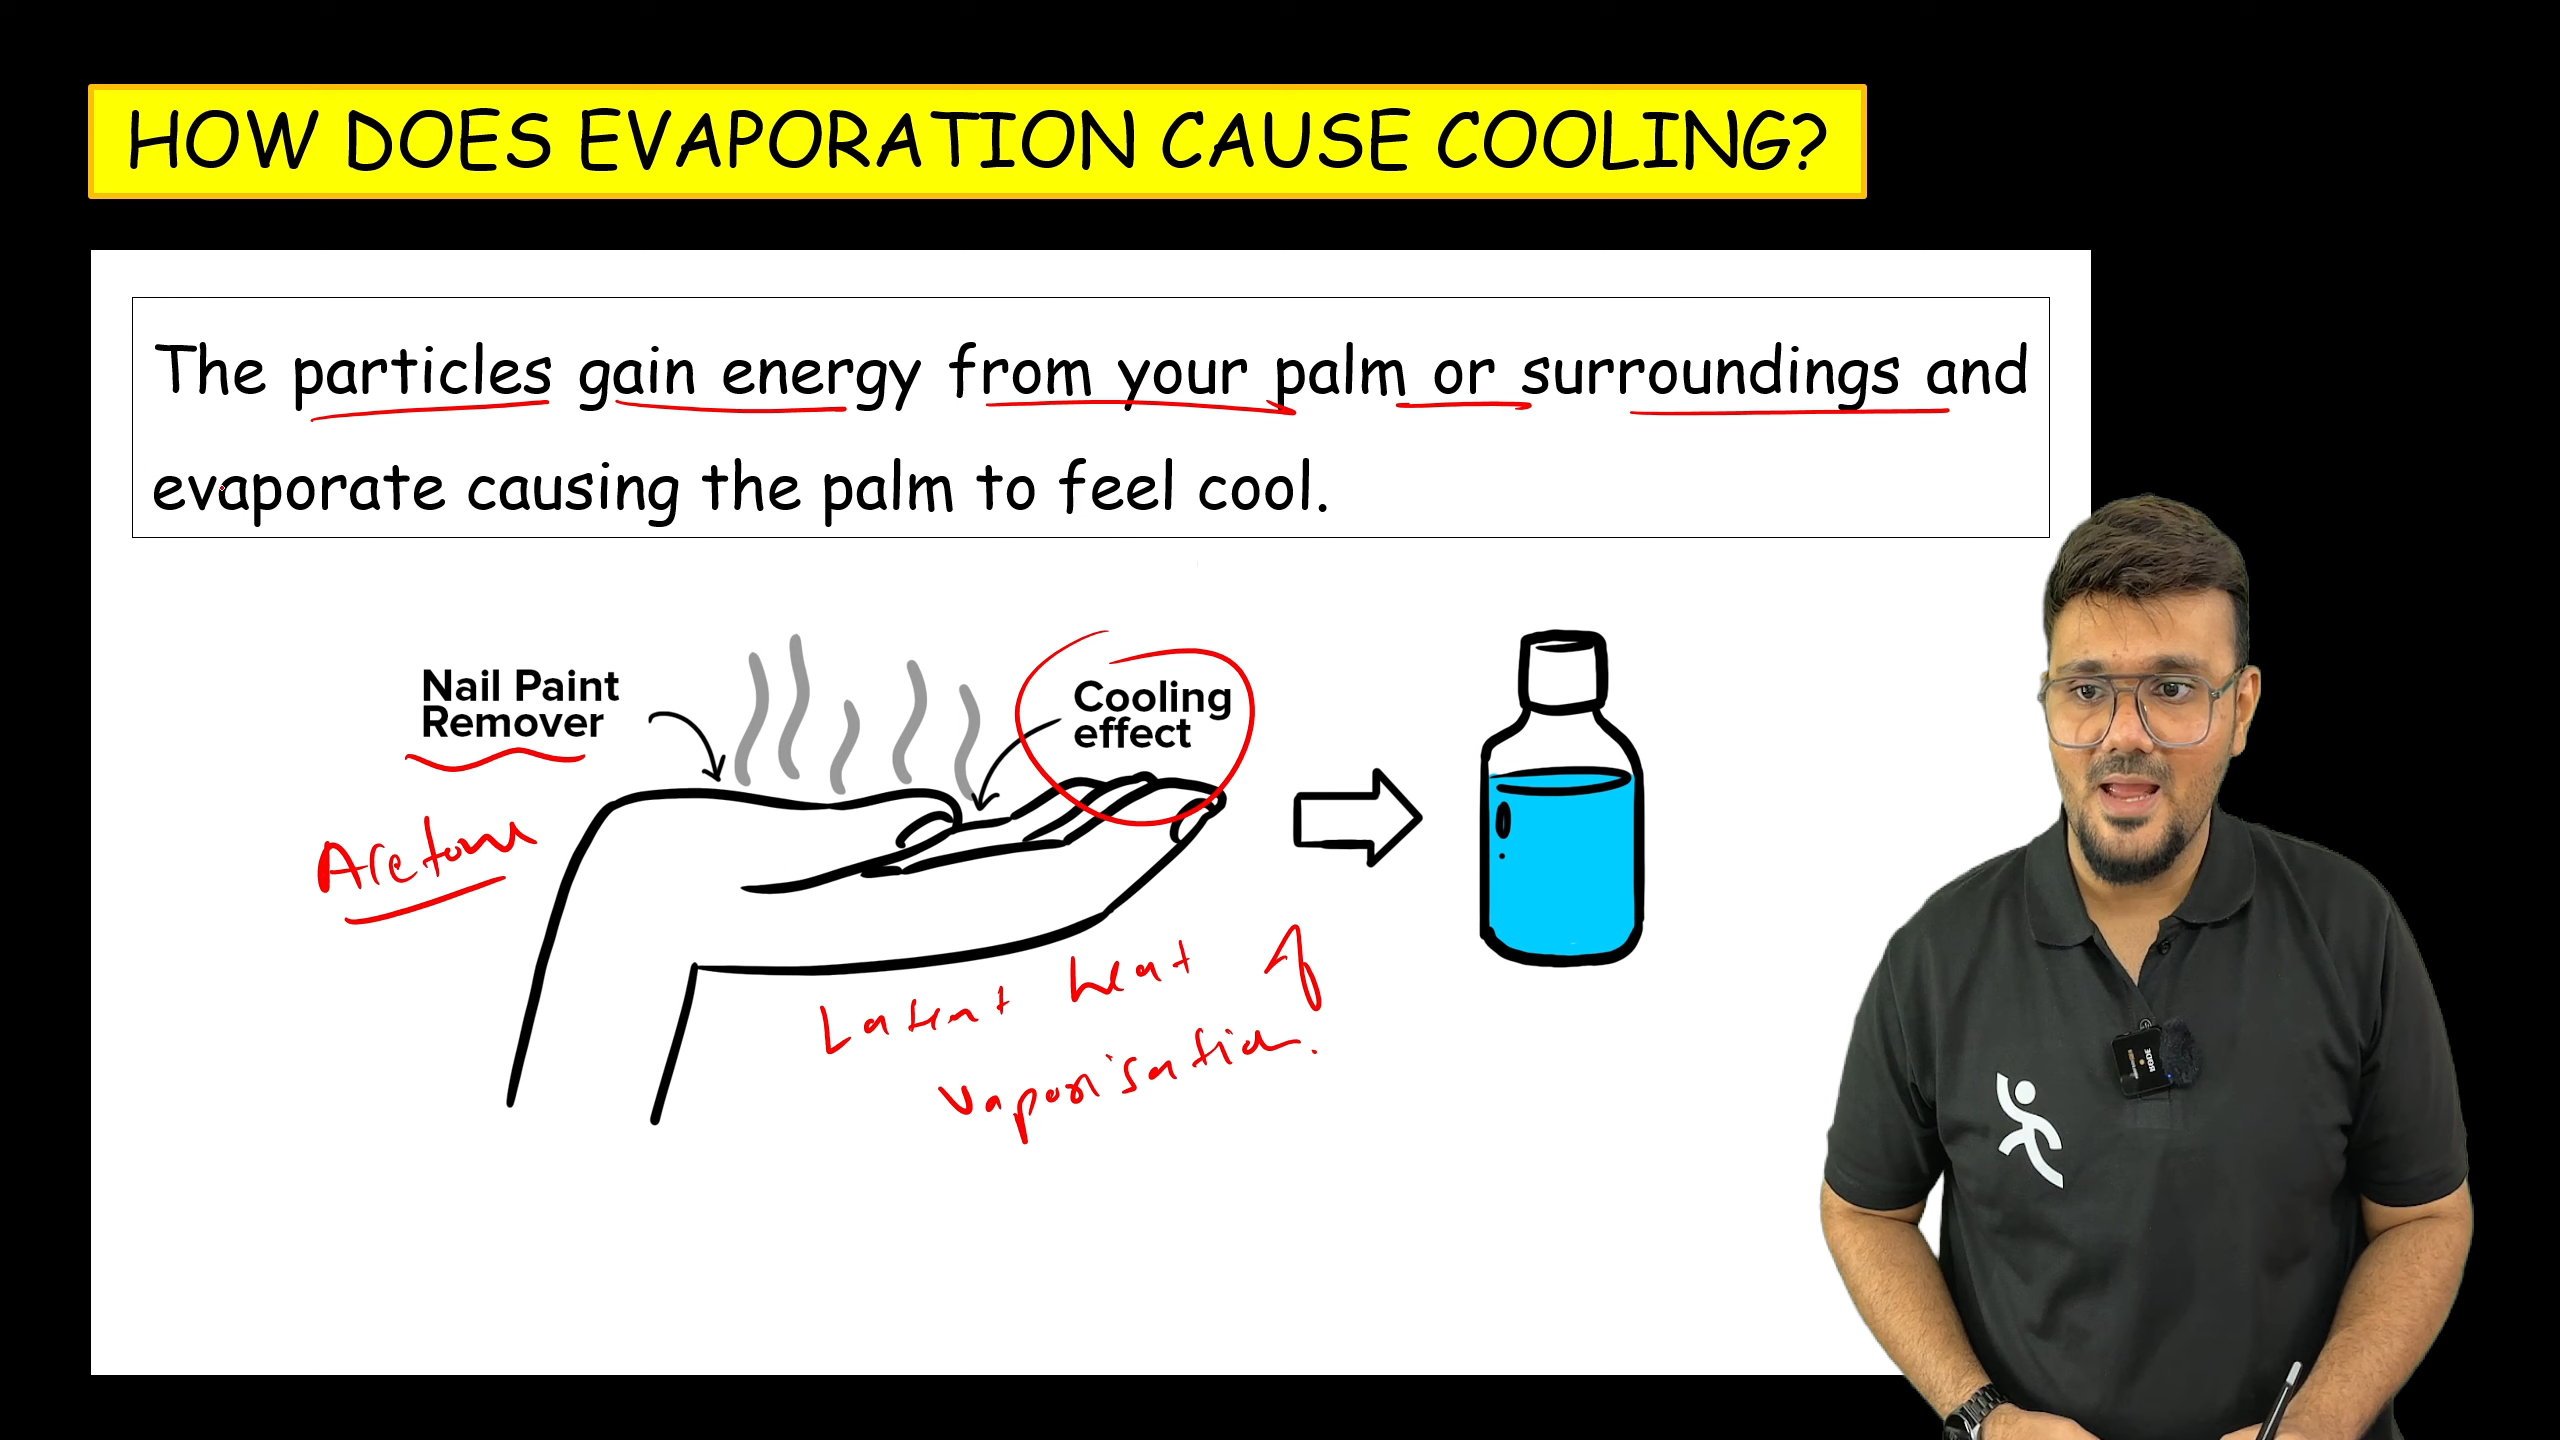 HOW DOES EVAPORATION CAUSE COOLING?
The particles gain energy from your palm or surroundings and
evaporate causing the palm to feel cool.
Nail Paint
Remover
Cooling
effect
Acetone
Latent heat of
vaporisation.